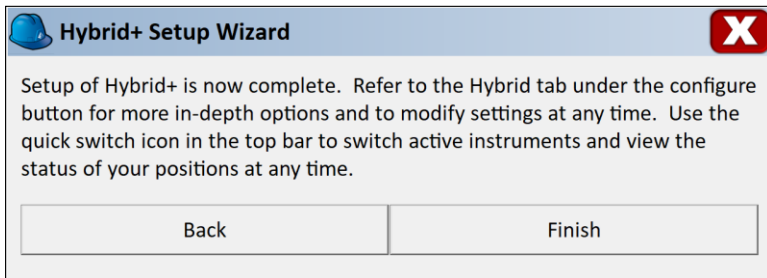 Hybrid+ Setup Wizard
X
Setup of Hybrid+ is now complete.  Refer to the Hybrid tab under the configure
button for more in-depth options and to modify settings at any time.  Use the
quick switch icon in the top bar to switch active instruments and view the
status of your positions at any time.
Back
Finish